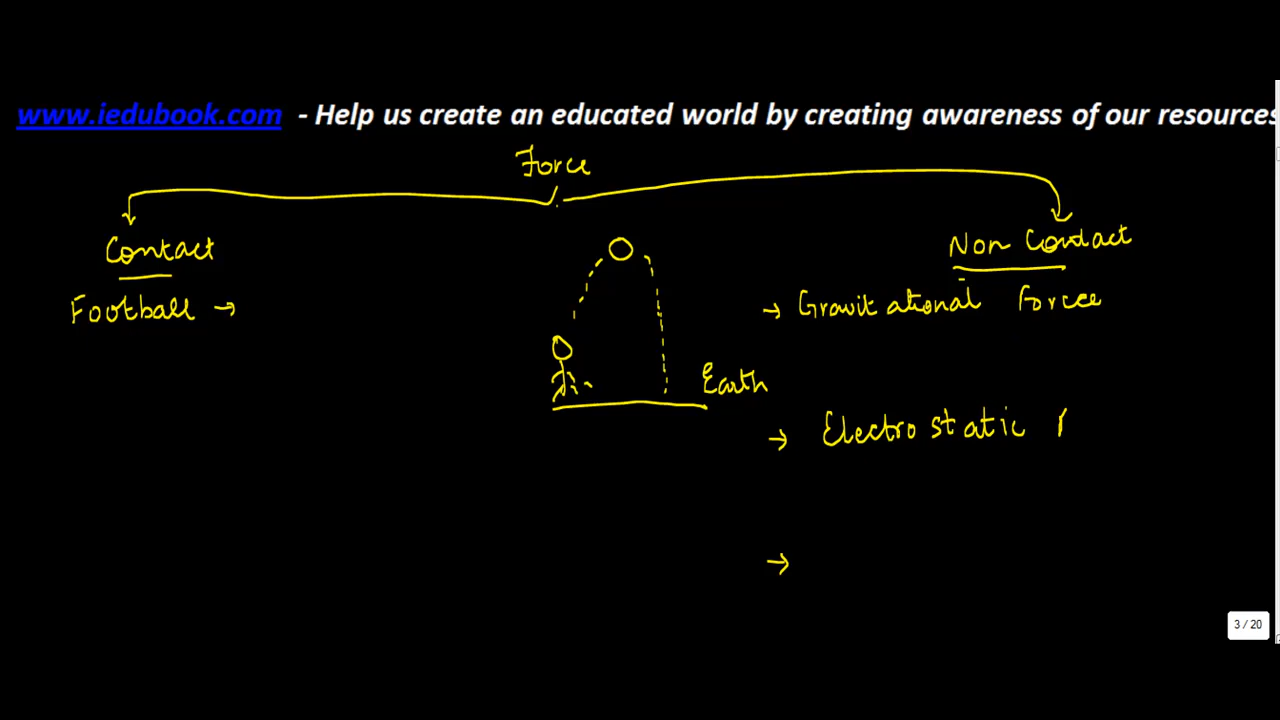 www.iedubook.com - Help us create an educated world by creating awareness of our resources
Force
Contact
Non Contact
Football →
→ Gravitational Force
Earth
→ Electrostatic
→
3 / 20